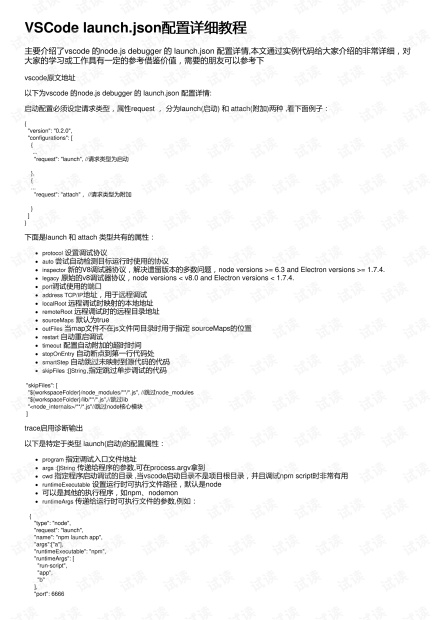 VSCode launch.json配置详细教程
主要介绍了vscode 的node.js debugger 的 launch.json 配置详情,本文通过实例代码给大家介绍的非常详细，对
大家的学习或工作具有一定的参考借鉴价值，需要的朋友可以参考下
vscode原文地址
以下为vscode 的node.js debugger 的 launch.json 配置详情:
启动配置必须设定请求类型，属性request ， 分为launch(启动) 和 attach(附加)两种 ,看下面例子：
{
"version": "0.2.0",
"configurations": [
{
...
"request": "launch", //请求类型为启动
},
{
...
"request": "attach"， //请求类型为附加
}
]
}
下面是launch 和 attach 类型共有的属性：
protocol 设置调试协议
auto 尝试自动检测目标运行时使用的协议
inspector 新的V8调试器协议，解决遗留版本的多数问题，node versions >= 6.3 and Electron versions >= 1.7.4.
legacy 原始的v8调试器协议，node versions < v8.0 and Electron versions < 1.7.4.
port调试使用的端口
address TCP/IP地址，用于远程调试
localRoot 远程调试时映射的本地地址
remoteRoot 远程调试时的远程目录地址
sourceMaps 默认为true
outFiles 当map文件不在js文件同目录时用于指定 sourceMaps的位置
restart 自动重启调试
timeout 配置自动附加的超时时间
stopOnEntry 自动断点到第一行代码处
smartStep 自动跳过未映射到源代码的代码
skipFiles :[]String,指定跳过单步调试的代码
"skipFiles": [
"${workspaceFolder}/node_modules/**/*.js", //跳过node_modules
"${workspaceFolder}/lib/**/*.js",//跳过lib
"<node_internals>/**/*.js"//跳过node核心模块
]
trace启用诊断输出
以下是特定于类型 launch(启动)的配置属性：
program 指定调试入口文件地址
args :[]String 传递给程序的参数,可在process.argv拿到
cwd 指定程序启动调试的目录 ,当vscode启动目录不是项目根目录，并且调试npm script时非常有用
runtimeExecutable 设置运行时可执行文件路径，默认是node
可以是其他的执行程序，如npm、nodemon
runtimeArgs 传递给运行时可执行文件的参数,例如：
{
"type": "node",
"request": "launch",
"name": "npm launch app",
"args":["a"],
"runtimeExecutable": "npm",
"runtimeArgs": [
"run-script",
"app",
"b"
],
"port": 6666